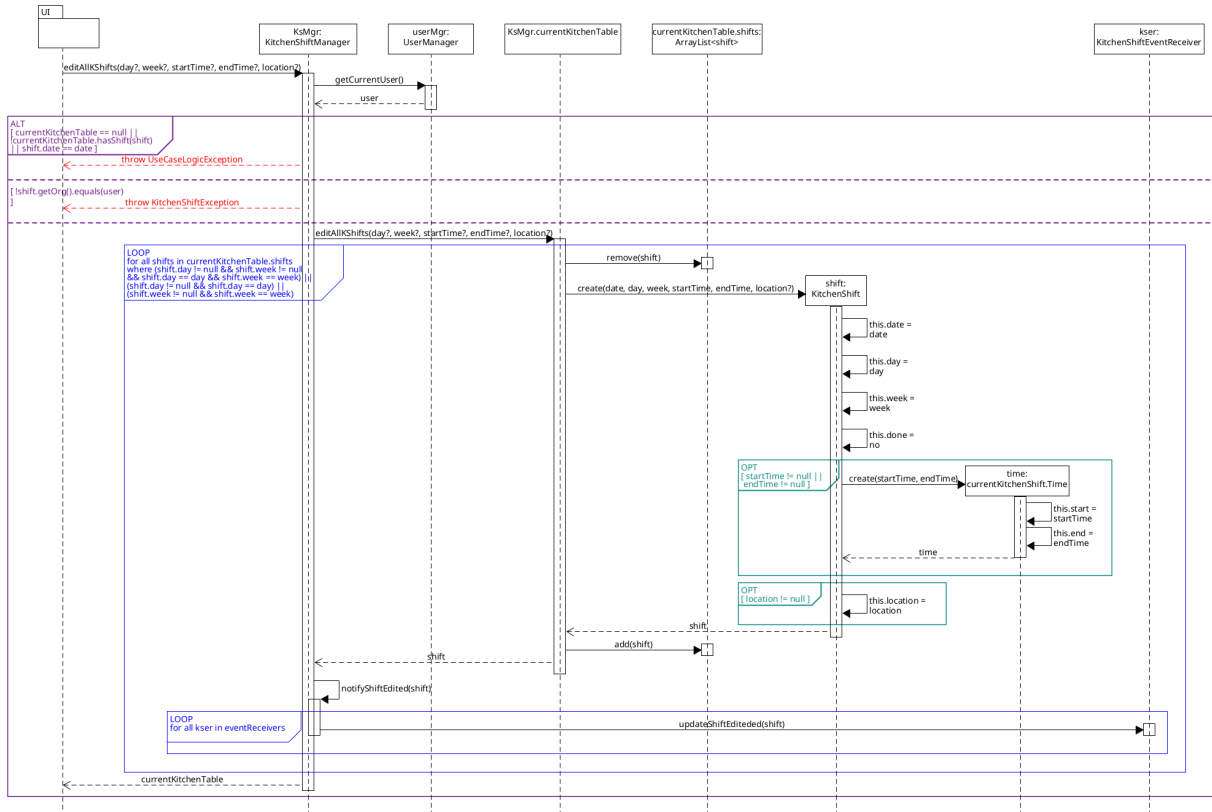 UI
KsMgr:
KitchenShiftManager
userMgr:
UserManager
KsMgr.currentKitchenTable
currentKitchenTable.shifts:
ArrayList<shift>
kser:
KitchenShiftEventReceiver
editAllKShifts(day?, week?, startTime?, endTime?, location?)
getCurrentUser()
user
ALT
[ currentKitchenTable == null ||
!currentKitchenTable.hasShift(shift)
|| shift.date == date ]
throw UseCaseLogicException
[ !shift.getOrg().equals(user)
]
throw KitchenShiftException
editAllKShifts(day?, week?, startTime?, endTime?, location?)
LOOP
for all shifts in currentKitchenTable.shifts
where (shift.day != null && shift.week != null
&& shift.day == day && shift.week == week) ||
(shift.day != null && shift.day == day) ||
(shift.week != null && shift.week == week)
remove(shift)
create(date, day, week, startTime, endTime, location?)
shift:
KitchenShift
this.date =
date
this.day =
day
this.week =
week
this.done =
no
OPT
[ startTime != null ||
endTime != null ]
create(startTime, endTime)
time:
currentKitchenShift.Time
this.start =
startTime
this.end =
endTime
time
OPT
[ location != null ]
this.location =
location
shift
add(shift)
shift
notifyShiftEdited(shift)
LOOP
for all kser in eventReceivers
updateShiftEditeded(shift)
currentKitchenTable